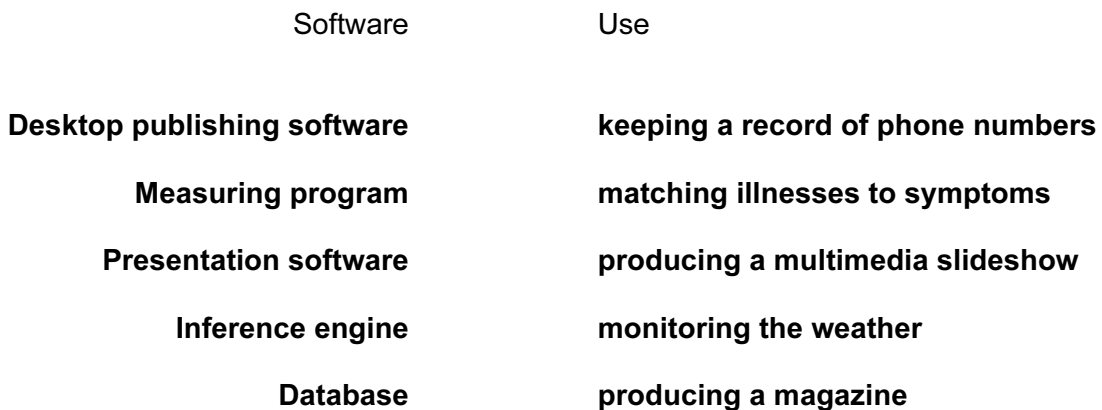 Software Use
Desktop publishing software keeping a record of phone numbers
Measuring program matching illnesses to symptoms
Presentation software producing a multimedia slideshow
Inference engine monitoring the weather
Database producing a magazine